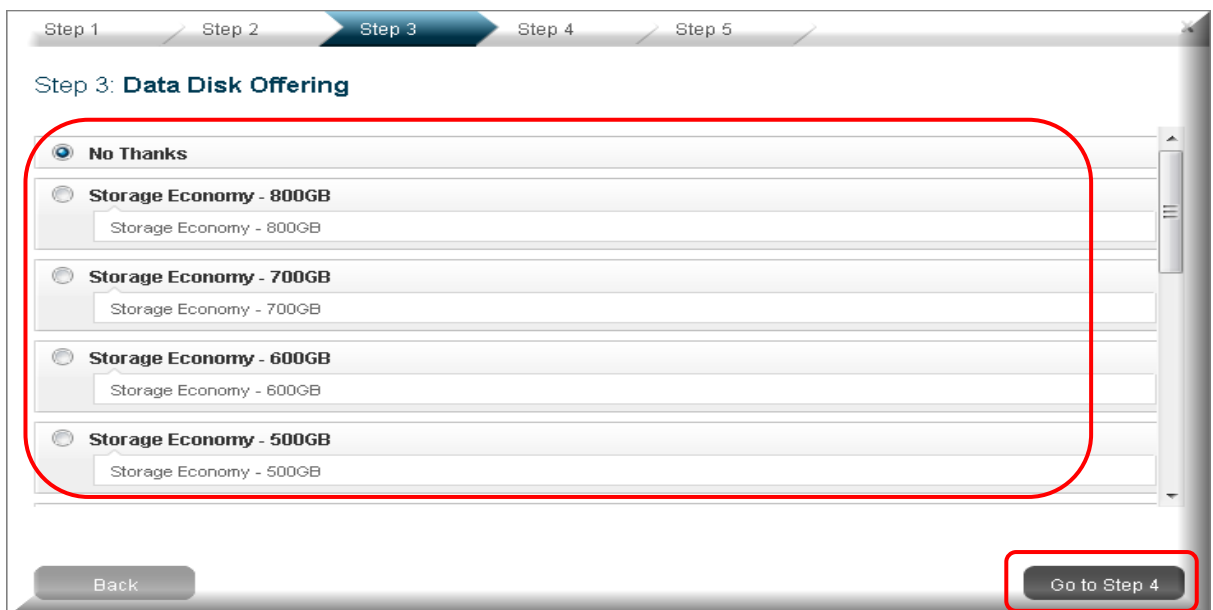 Step 1 Step 2 Step 3 Step 4 Step 5
Step 3: Data Disk Offering
No Thanks
Storage Economy - 800GB
Storage Economy - 800GB
Storage Economy - 700GB
Storage Economy - 700GB
Storage Economy - 600GB
Storage Economy - 600GB
Storage Economy - 500GB
Storage Economy - 500GB
Back Go to Step 4